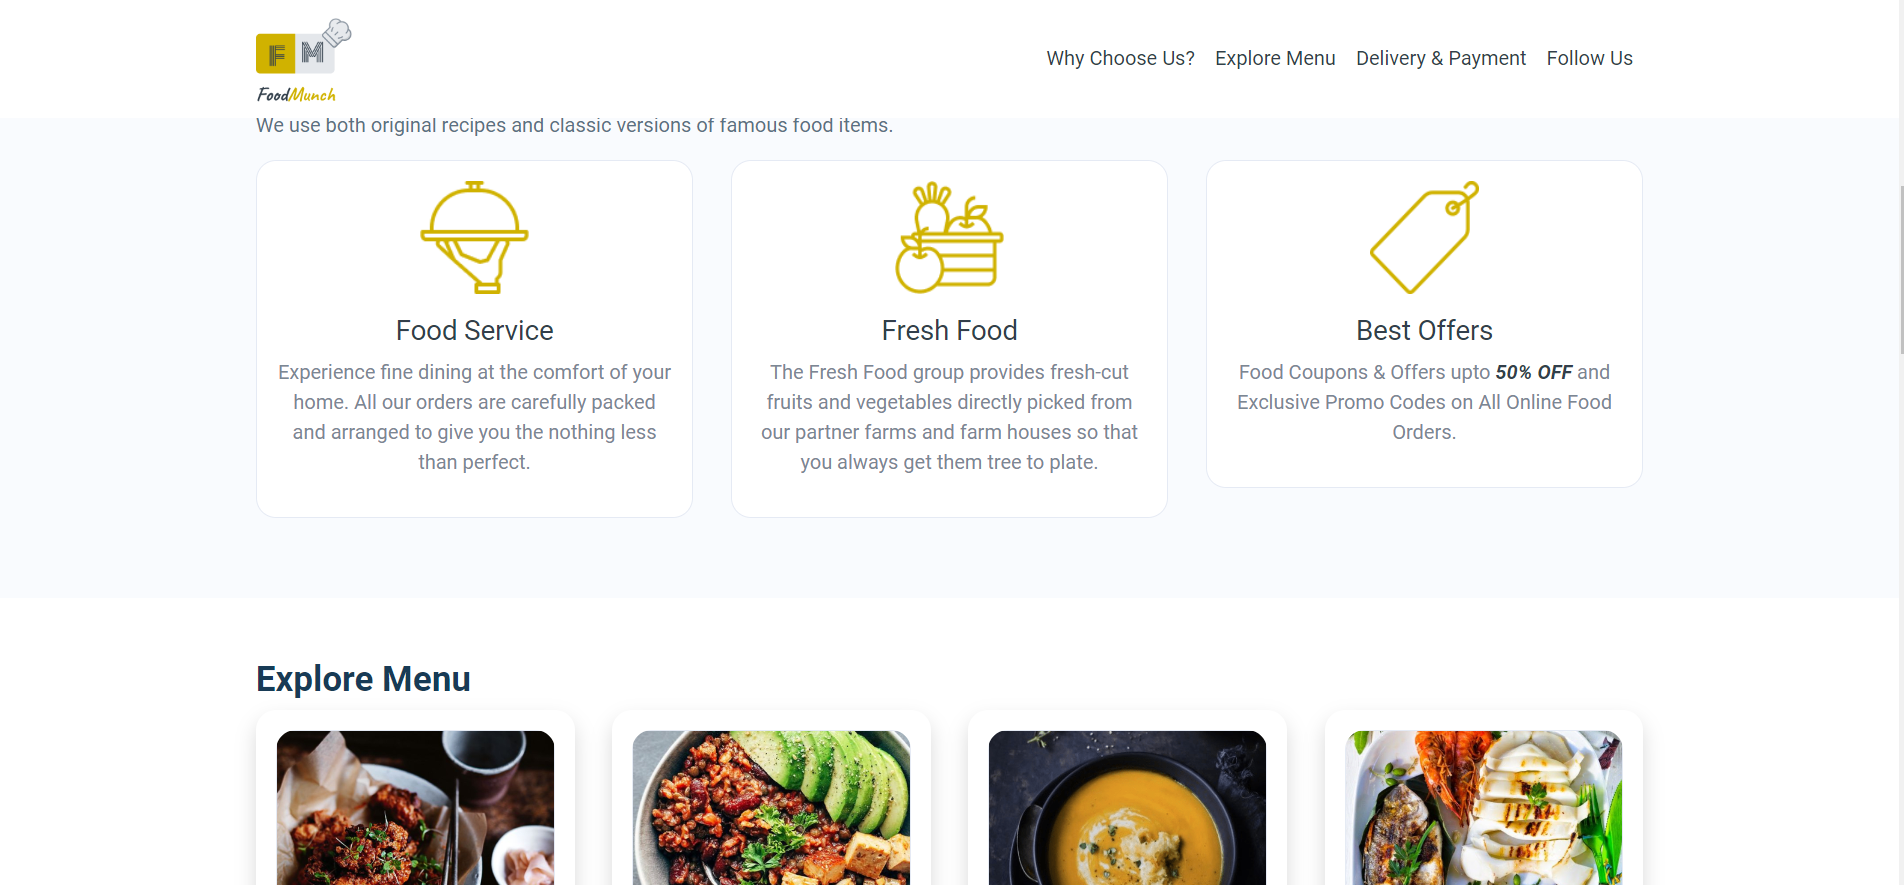 F M
FoodMunch
Why Choose Us? Explore Menu Delivery & Payment Follow Us
We use both original recipes and classic versions of famous food items.
Food Service
Experience fine dining at the comfort of your
home. All our orders are carefully packed
and arranged to give you the nothing less
than perfect.
Fresh Food
The Fresh Food group provides fresh-cut
fruits and vegetables directly picked from
our partner farms and farm houses so that
you always get them tree to plate.
Best Offers
Food Coupons & Offers upto 50% OFF and
Exclusive Promo Codes on All Online Food
Orders.
Explore Menu